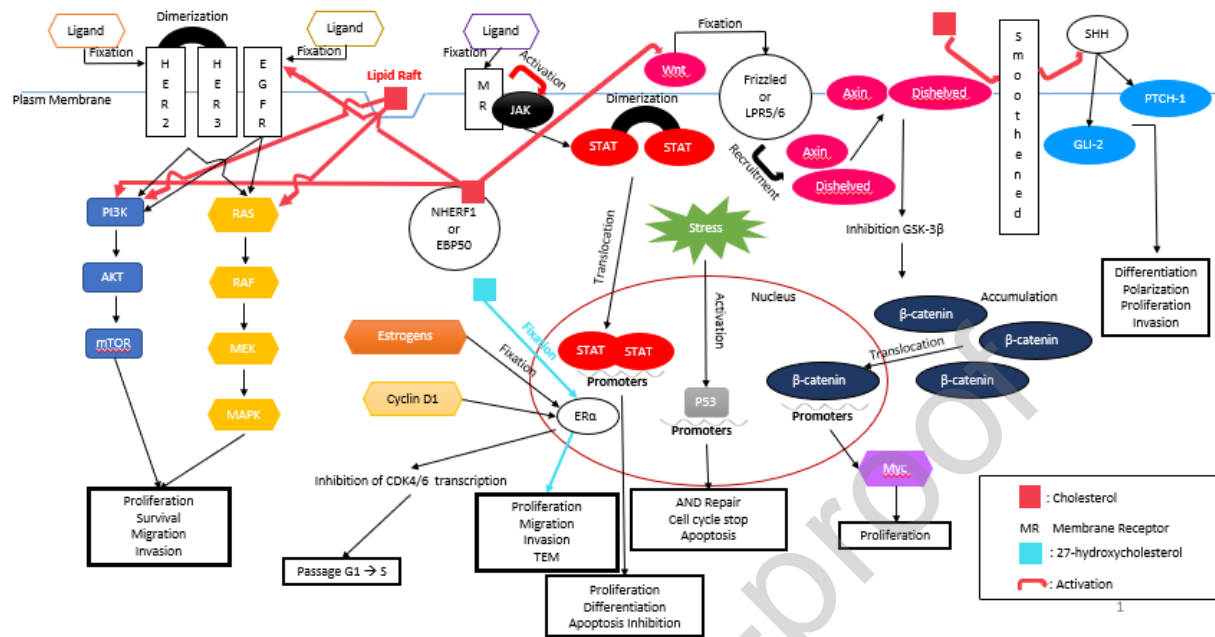 Ligand
Dimerization
Ligand
Fixation
Fixation
H
E
R
2
H
E
R
3
E
G
F
R
Lipid Raft
Plasm Membrane
Ligand
Fixation
Activation
M
R
JAK
Wnt
Fixation
Frizzled
or
LPR5/6
Dimerization
STAT
STAT
Recruitment
Axin
Dishelved
Axin
Dishelved
Cholesterol
S
m
o
o
t
h
e
n
e
d
SHH
PTCH-1
GLI-2
PI3K
AKT
mTOR
RAS
RAF
MEK
MAPK
NHERF1
or
EBP50
Translocation
Stress
Activation
Nucleus
Inhibition GSK-3β
Differentiation
Polarization
Proliferation
Invasion
Accumulation
β-catenin
β-catenin
β-catenin
Translocation
β-catenin
Promoters
Estrogens
Fixation
Fixation
Cyclin D1
ERα
STAT
STAT
Promoters
P53
Promoters
Myc
Proliferation
Inhibition of CDK4/6 transcription
Passage G1 → S
Proliferation
Survival
Migration
Invasion
Proliferation
Migration
Invasion
TEM
AND Repair
Cell cycle stop
Apoptosis
Proliferation
Differentiation
Apoptosis Inhibition
: Cholesterol
MR Membrane Receptor
: 27-hydroxycholesterol
: Activation
1
proof